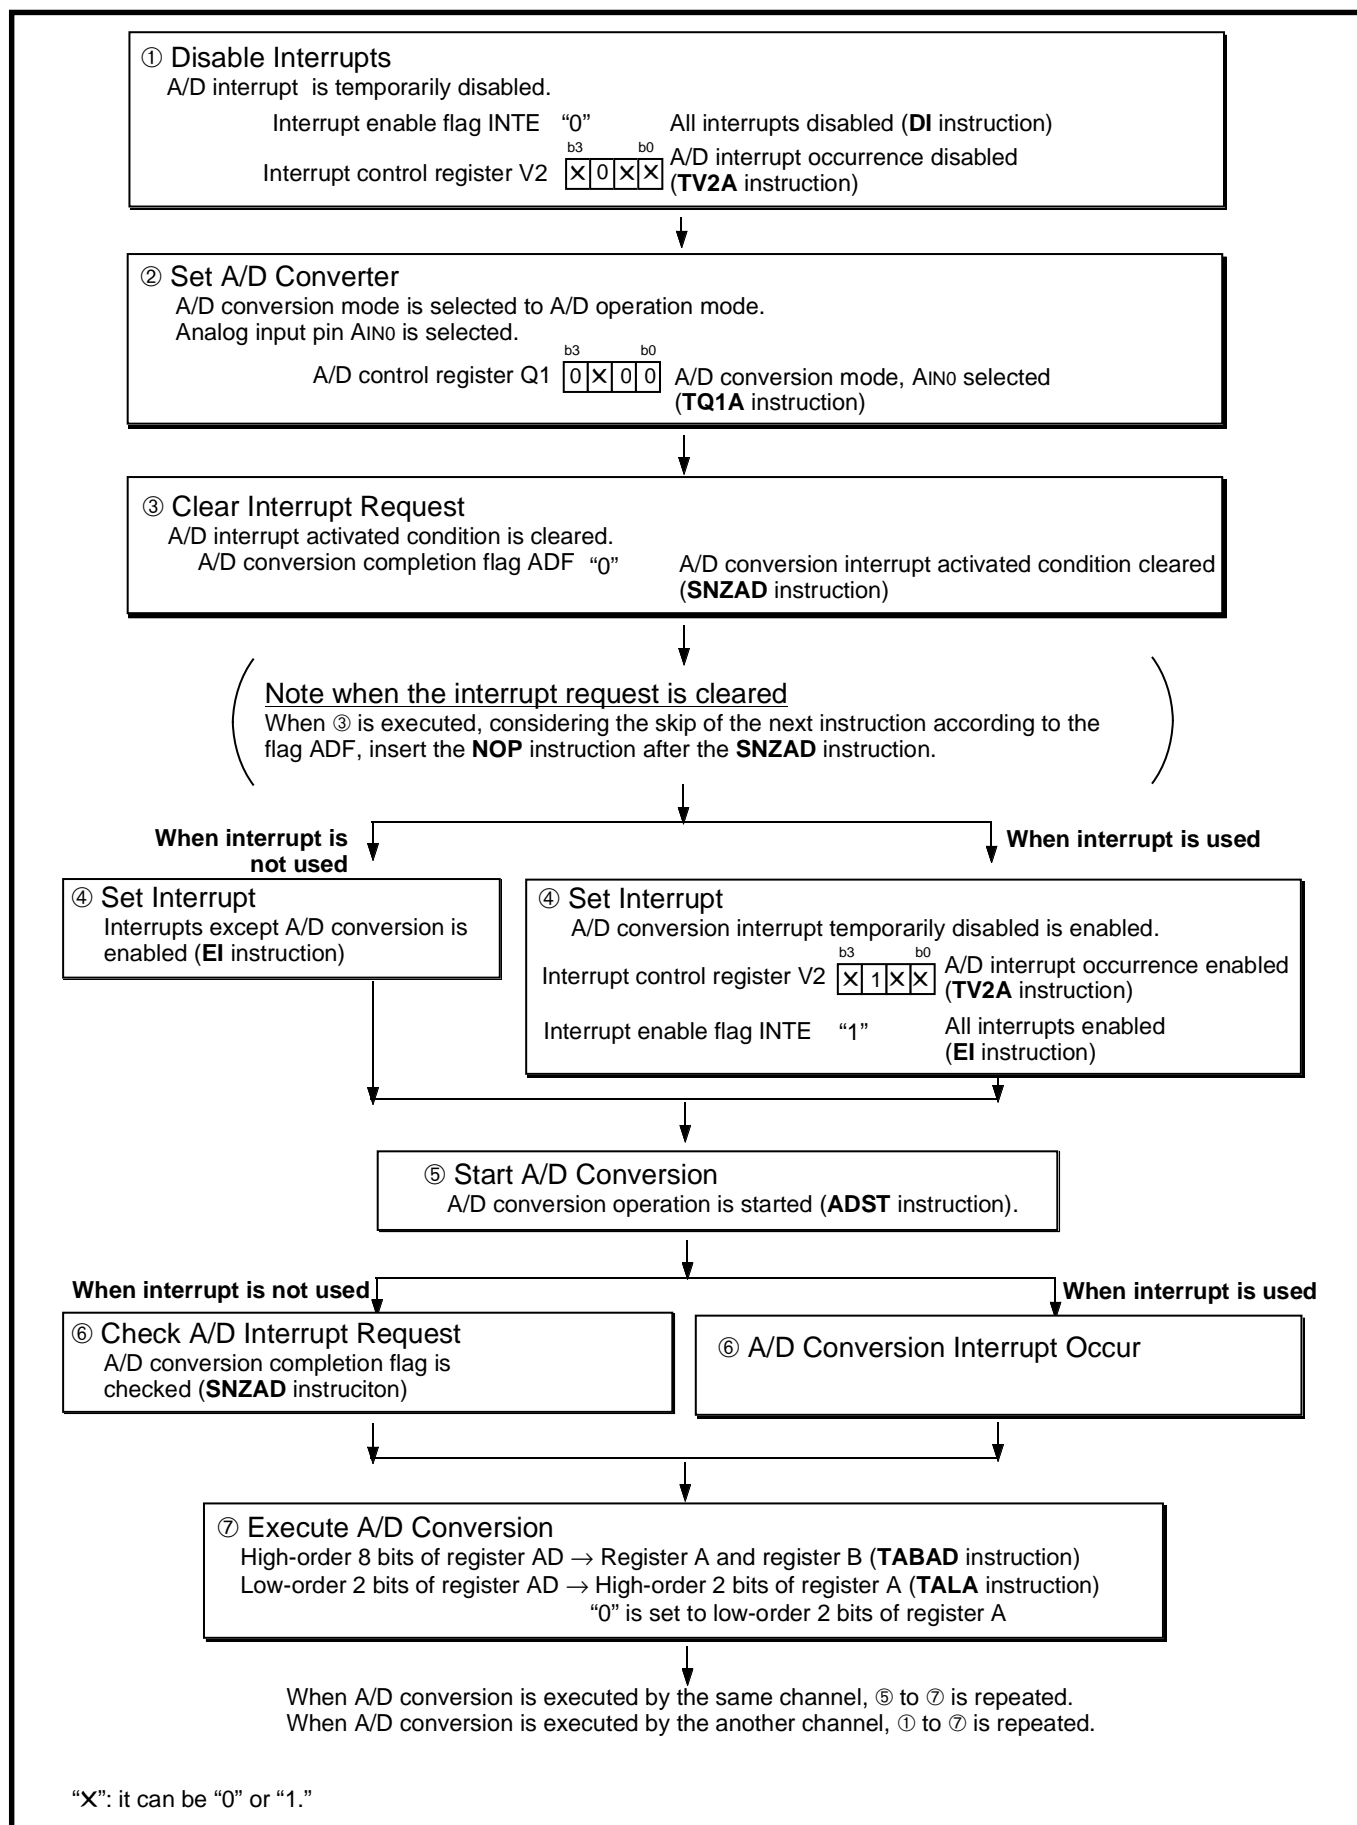 ① Disable Interrupts
A/D interrupt is temporarily disabled.
Interrupt enable flag INTE “0” All interrupts disabled (DI instruction)
b3 b0
Interrupt control register V2 X 0 X X A/D interrupt occurrence disabled
(TV2A instruction)
② Set A/D Converter
A/D conversion mode is selected to A/D operation mode.
Analog input pin AIN0 is selected.
b3 b0
A/D control register Q1 0 X 0 0 A/D conversion mode, AIN0 selected
(TQ1A instruction)
③ Clear Interrupt Request
A/D interrupt activated condition is cleared.
A/D conversion completion flag ADF “0” A/D conversion interrupt activated condition cleared
(SNZAD instruction)
Note when the interrupt request is cleared
When ③ is executed, considering the skip of the next instruction according to the
flag ADF, insert the NOP instruction after the SNZAD instruction.
When interrupt is
not used
When interrupt is used
④ Set Interrupt
Interrupts except A/D conversion is
enabled (EI instruction)
④ Set Interrupt
A/D conversion interrupt temporarily disabled is enabled.
b3 b0
Interrupt control register V2 X 1 X X A/D interrupt occurrence enabled
(TV2A instruction)
Interrupt enable flag INTE “1” All interrupts enabled
(EI instruction)
⑤ Start A/D Conversion
A/D conversion operation is started (ADST instruction).
When interrupt is not used
When interrupt is used
⑥ Check A/D Interrupt Request
A/D conversion completion flag is
checked (SNZAD instruciton)
⑥ A/D Conversion Interrupt Occur
⑦ Execute A/D Conversion
High-order 8 bits of register AD → Register A and register B (TABAD instruction)
Low-order 2 bits of register AD → High-order 2 bits of register A (TALA instruction)
“0” is set to low-order 2 bits of register A
When A/D conversion is executed by the same channel, ⑤ to ⑦ is repeated.
When A/D conversion is executed by the another channel, ① to ⑦ is repeated.
“X”: it can be “0” or “1.”